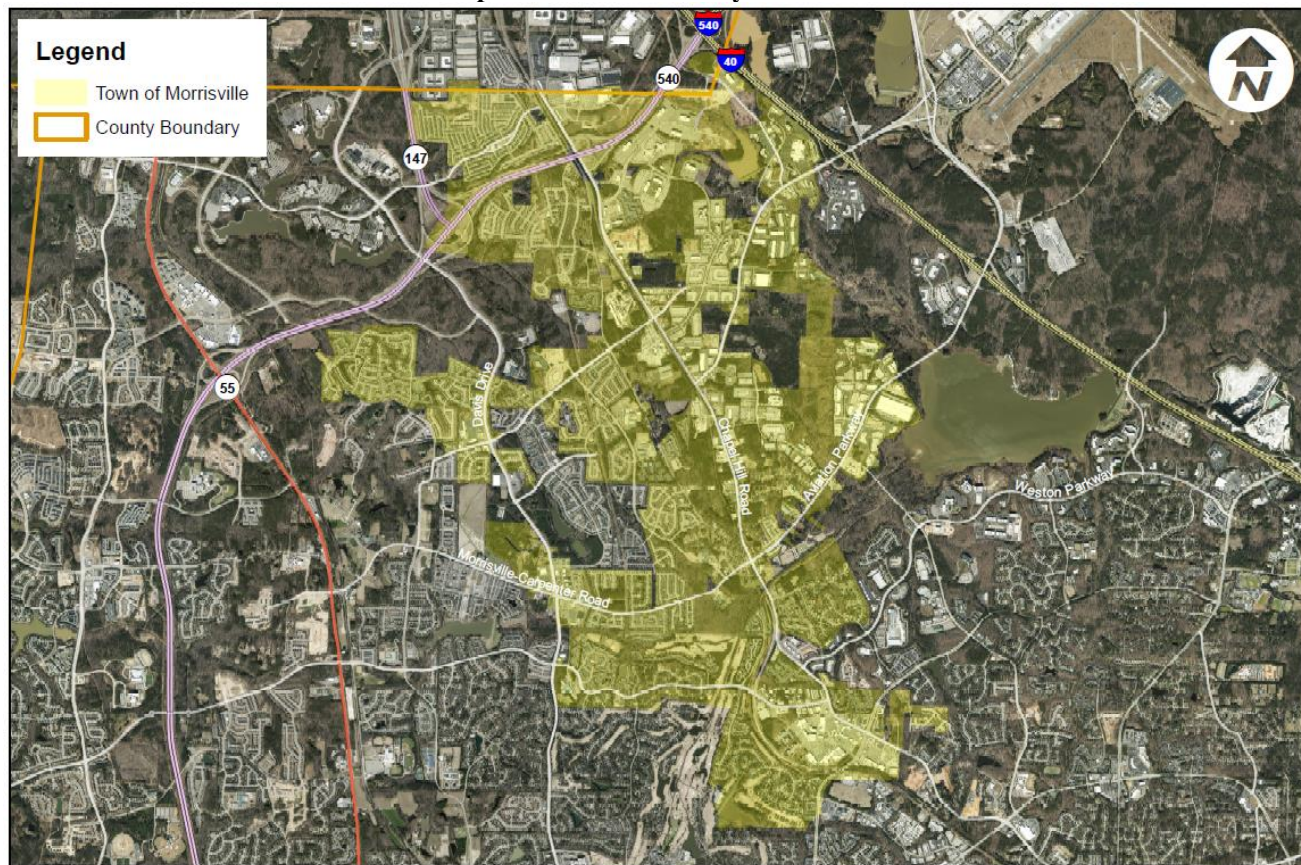 Legend
Town of Morrisville
County Boundary
540
40
540
N
147
55
Davis Drive
Chapel Hill Road
Aviation Parkway
Weston Parkway
Morrisville-Carpenter Road